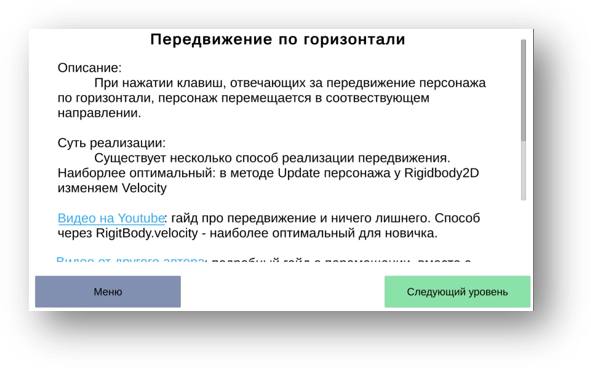 Передвижение по горизонтали
Описание:
При нажатии клавиш, отвечающих за передвижение персонажа
по горизонтали, персонаж перемещается в соотвествующем
направлении.
Суть реализации:
Существует несколько способ реализации передвижения.
Наиборлее оптимальный: в методе Update персонажа у Rigidbody2D
изменяем Velocity
Видео на Youtube: гайд про передвижение и ничего лишнего. Способ
через RigitBody.velocity - наиболее оптимальный для новичка.
Видео от другого автора: подробный гайд о перемещении, вместе с
Меню
Следующий уровень